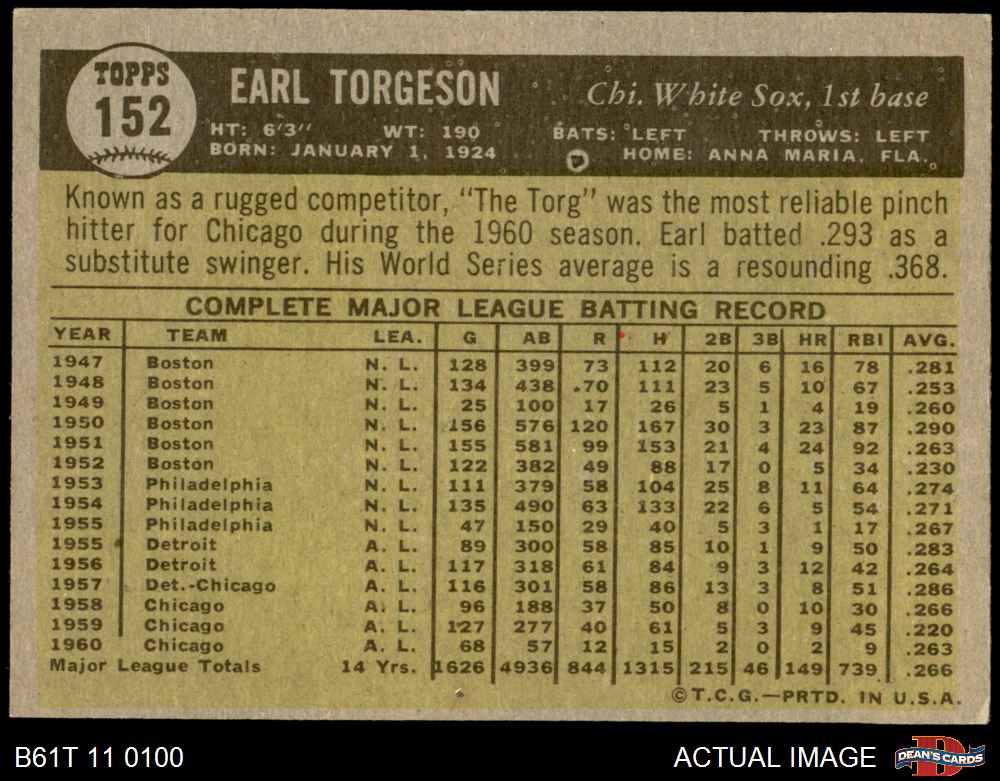 TOPPS
152
EARL TORGESON
Chi. White Sox, 1st base
HT: 6'3" WT: 190 BATS: LEFT THROWS: LEFT
BORN: JANUARY 1, 1924 HOME: ANNA MARIA, FLA.
Known as a rugged competitor, "The Torg" was the most reliable pinch
hitter for Chicago during the 1960 season. Earl batted .293 as a
substitute swinger. His World Series average is a resounding .368.
COMPLETE MAJOR LEAGUE BATTING RECORD
YEAR TEAM LEA. G AB R H 2B 3B HR RBI AVG.
1947 Boston N. L. 128 399 73 112 20 6 16 78 .281
1948 Boston N. L. 134 438 70 111 23 5 10 67 .253
1949 Boston N. L. 25 100 17 26 5 1 4 19 .260
1950 Boston N. L. 156 576 120 167 30 3 23 87 .290
1951 Boston N. L. 155 581 99 153 21 4 24 92 .263
1952 Boston N. L. 122 382 49 88 17 0 5 34 .230
1953 Philadelphia N. L. 111 379 58 104 25 8 11 64 .274
1954 Philadelphia N. L. 135 490 63 133 22 6 5 54 .271
1955 Philadelphia N. L. 47 150 29 40 5 3 1 17 .267
1955 Detroit A. L. 89 300 58 85 10 1 9 50 .283
1956 Detroit A. L. 117 318 61 84 9 3 12 42 .264
1957 Det.-Chicago A. L. 116 301 58 86 13 3 8 51 .286
1958 Chicago A. L. 96 188 37 50 8 0 10 30 .266
1959 Chicago A. L. 127 277 40 61 5 3 9 45 .220
1960 Chicago A. L. 68 57 12 15 2 0 2 9 .263
Major League Totals 14 Yrs. 1626 4936 844 1315 215 46 149 739 .266
©T.C.G.—PRTD. IN U.S.A.
B61T 11 0100 ACTUAL IMAGE
D
DEAN'S CARDS